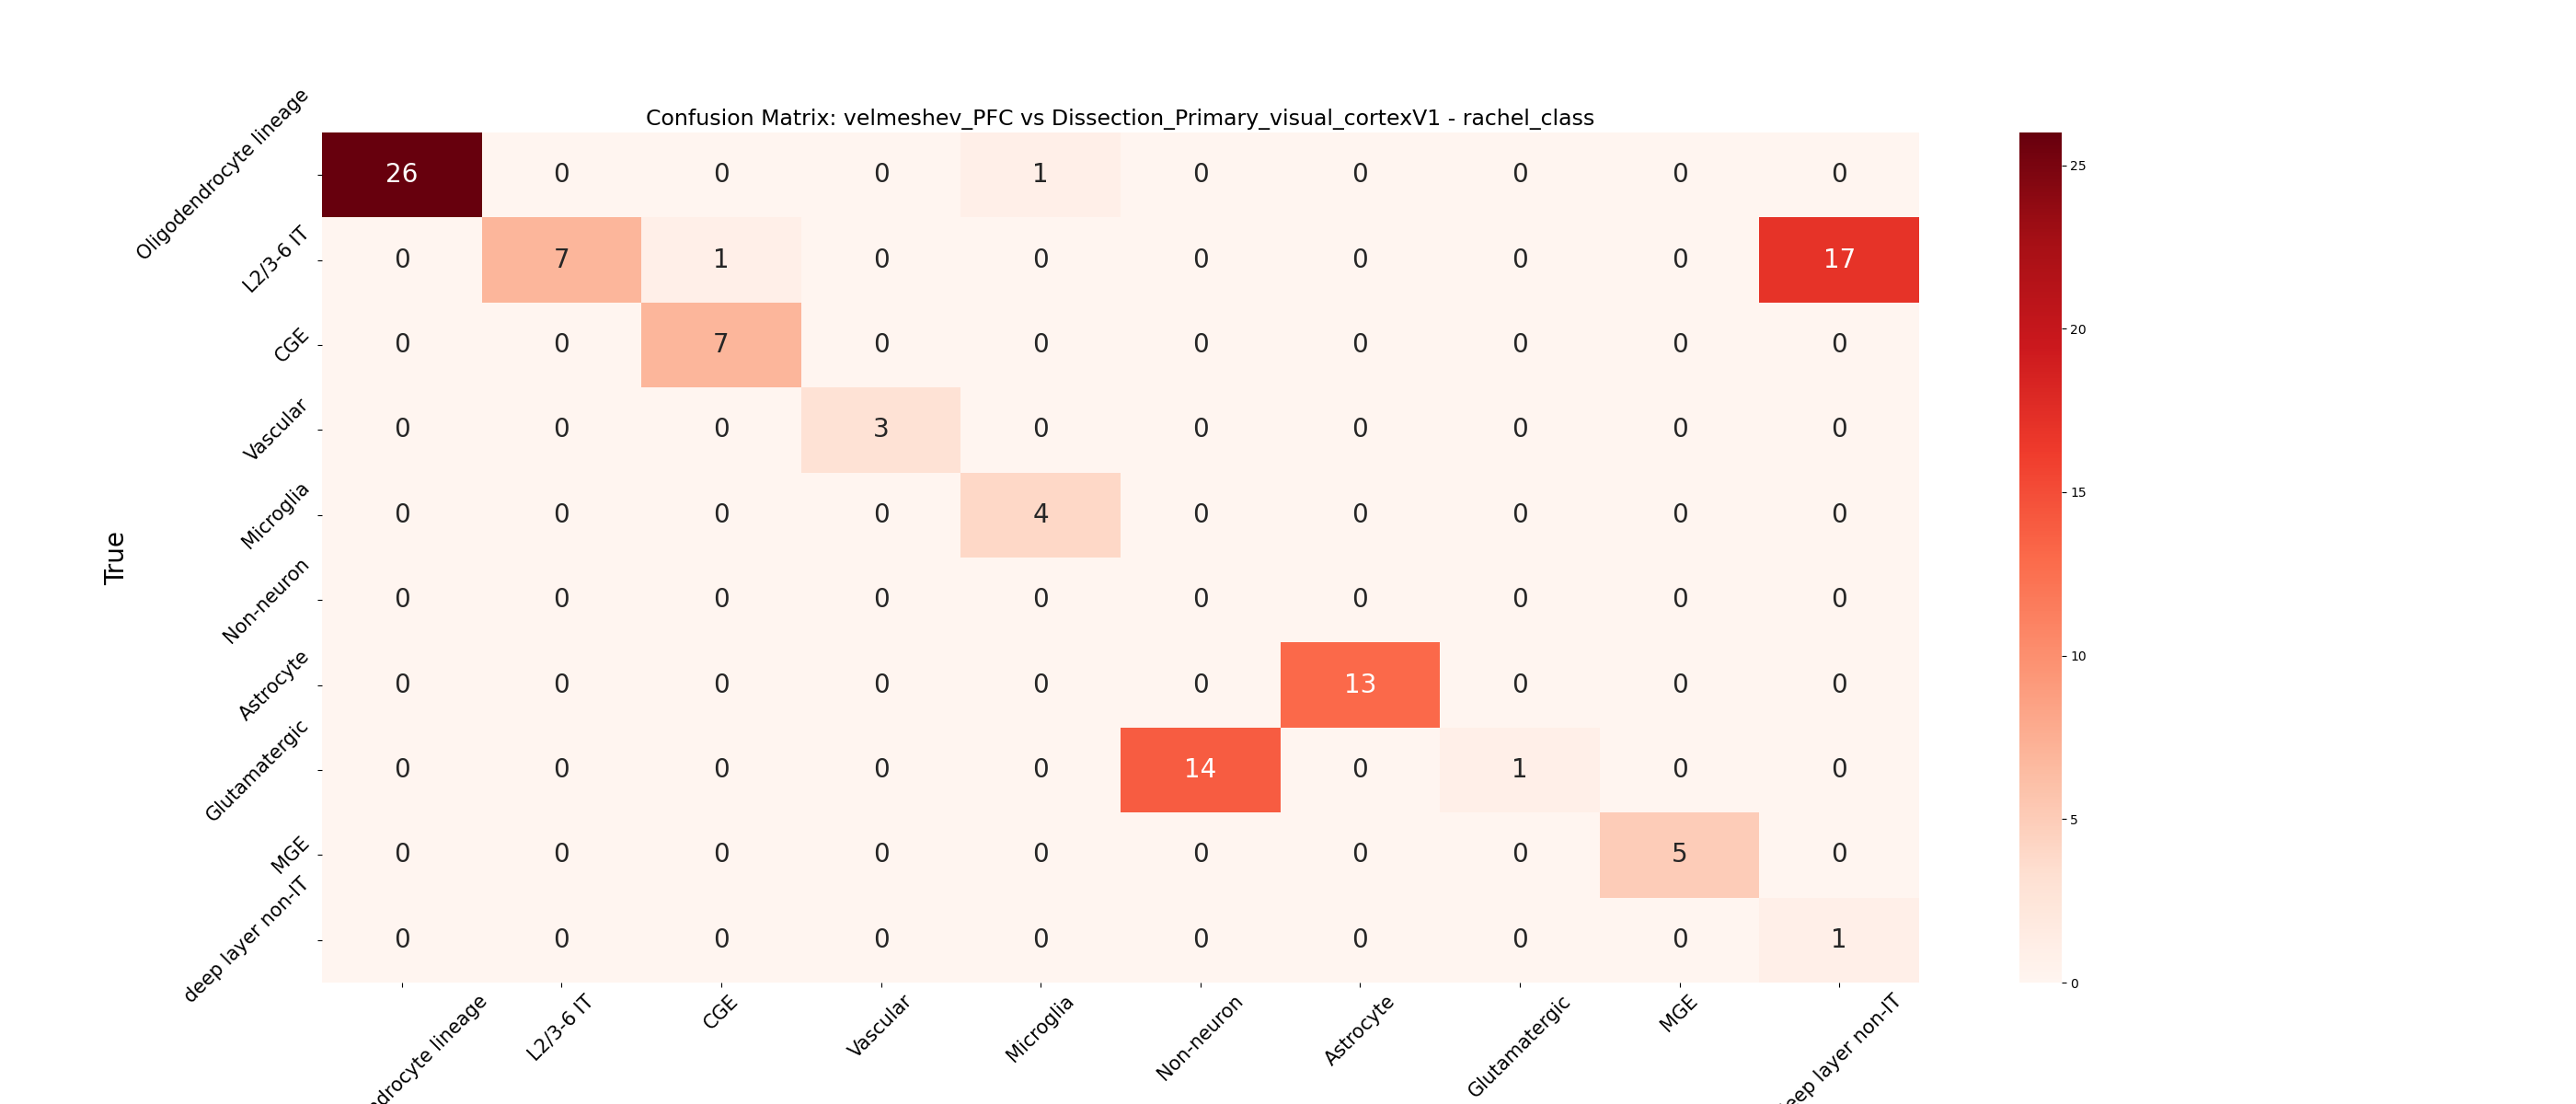 Confusion Matrix: velmeshev_PFC vs Dissection_Primary_visual_cortexV1 - rachel_class
True
Oligodendrocyte lineage 26 0 0 0 1 0 0 0 0 0
L2/3-6 IT 0 7 1 0 0 0 0 0 0 17
CGE 0 0 7 0 0 0 0 0 0 0
Vascular 0 0 0 3 0 0 0 0 0 0
Microglia 0 0 0 0 4 0 0 0 0 0
Non-neuron 0 0 0 0 0 0 0 0 0 0
Astrocyte 0 0 0 0 0 0 13 0 0 0
Glutamatergic 0 0 0 0 0 14 0 1 0 0
MGE 0 0 0 0 0 0 0 0 5 0
deep layer non-IT 0 0 0 0 0 0 0 0 0 1
lineage L2/3-6 IT CGE Vascular Microglia Non-neuron Astrocyte Glutamatergic MGE layer non-IT
25
20
15
10
5
0